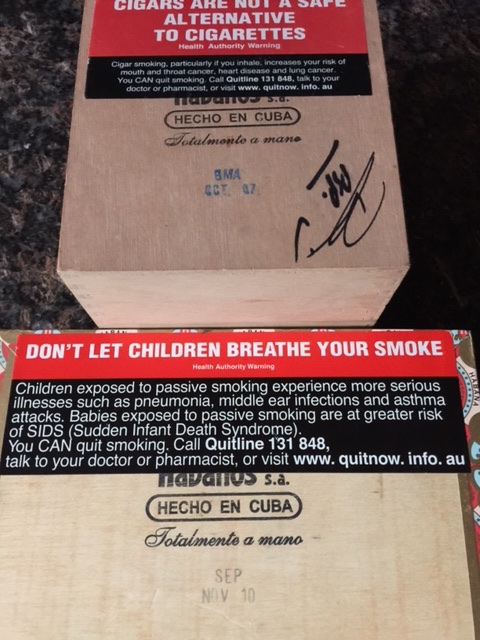 CIGARS ARE NOT A SAFE
ALTERNATIVE
TO CIGARETTES
Health Authority Warning
Cigar smoking, particularly if you inhale, increases your risk of
mouth and throat cancer, heart disease and lung cancer.
You CAN quit smoking. Call Quitline 131 848, talk to your
doctor or pharmacist, or visit www. quitnow. info. au
Habanos s.a.
HECHO EN CUBA
Totalmente a mano
BMA
OCT. 07
DON'T LET CHILDREN BREATHE YOUR SMOKE
Health Authority Warning
Children exposed to passive smoking experience more serious
illnesses such as pneumonia, middle ear infections and asthma
attacks. Babies exposed to passive smoking are at greater risk
of SIDS (Sudden Infant Death Syndrome).
You CAN quit smoking. Call Quitline 131 848,
talk to your doctor or pharmacist, or visit www. quitnow. info. au
Habanos s.a.
HECHO EN CUBA
Totalmente a mano
SEP
NOV 10